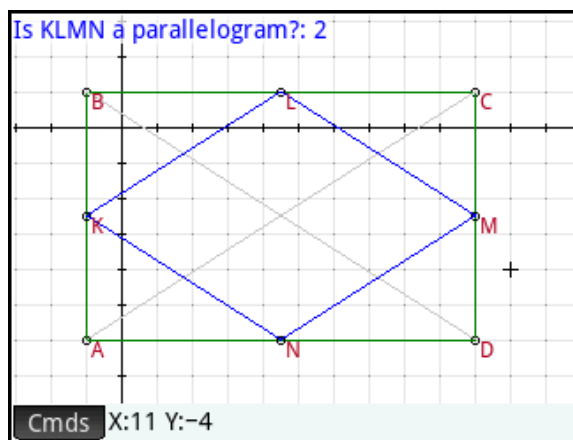 Is KLMN a parallelogram?: 2
B L C
K M
A N D
Cmds X:11 Y:-4